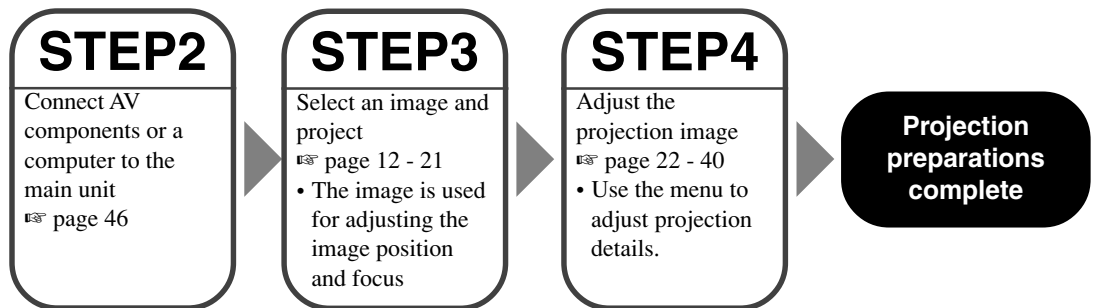 STEP2
Connect AV
components or a
computer to the
main unit
☞ page 46
STEP3
Select an image and
project
☞ page 12 - 21
• The image is used
for adjusting the
image position
and focus
STEP4
Adjust the
projection image
☞ page 22 - 40
• Use the menu to
adjust projection
details.
Projection
preparations
complete